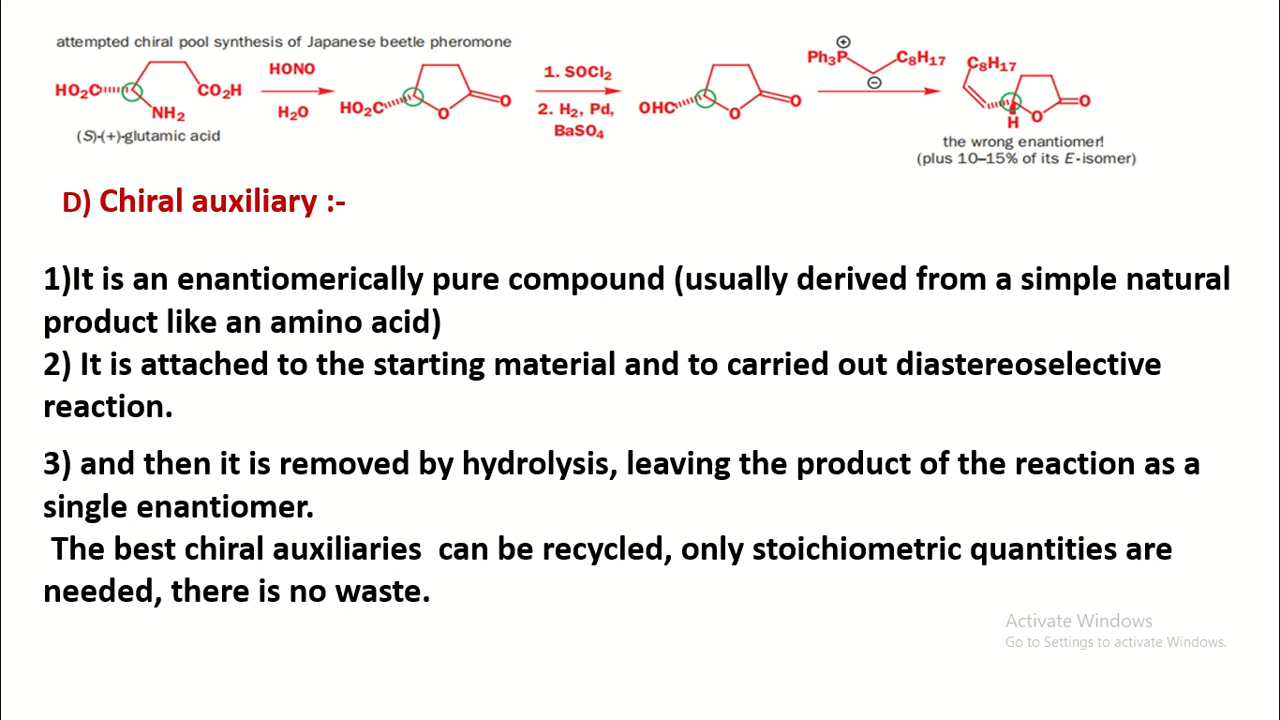 attempted chiral pool synthesis of Japanese beetle pheromone
HO₂C
NH₂
CO₂H
(S)-(+)-glutamic acid
HONO
H₂O
HO₂C
O
O
1. SOCl₂
2. H₂, Pd,
BaSO₄
OHC
O
O
Ph₃P
⊕
C₈H₁₇
⊖
C₈H₁₇
H
O
O
the wrong enantiomer!
(plus 10–15% of its E-isomer)
D) Chiral auxiliary :-
1)It is an enantiomerically pure compound (usually derived from a simple natural
product like an amino acid)
2) It is attached to the starting material and to carried out diastereoselective
reaction.
3) and then it is removed by hydrolysis, leaving the product of the reaction as a
single enantiomer.
The best chiral auxiliaries can be recycled, only stoichiometric quantities are
needed, there is no waste.
Activate Windows
Go to Settings to activate Windows.